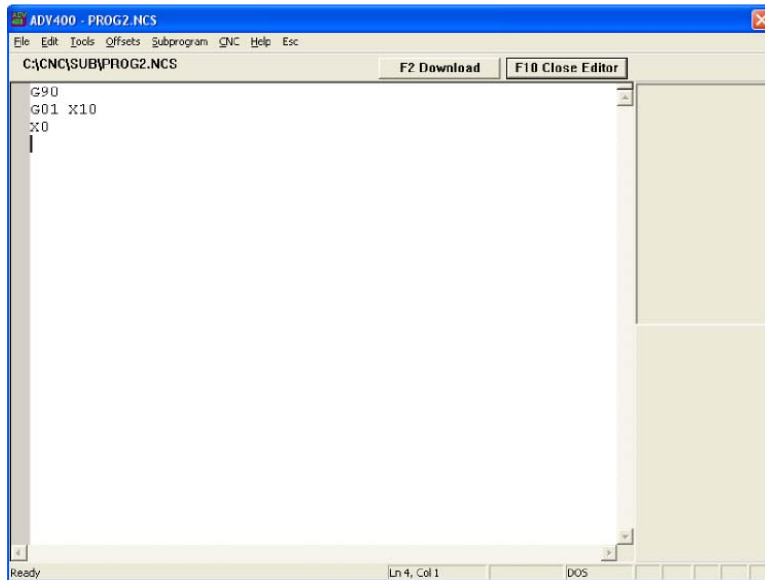 ADV400 - PROG2.NCS
File Edit Tools Offsets Subprogram CNC Help Esc
C:\CNC\SUB\PROG2.NCS F2 Download F10 Close Editor
G90
G01 X10
X0
Ready Ln 4, Col 1 DOS